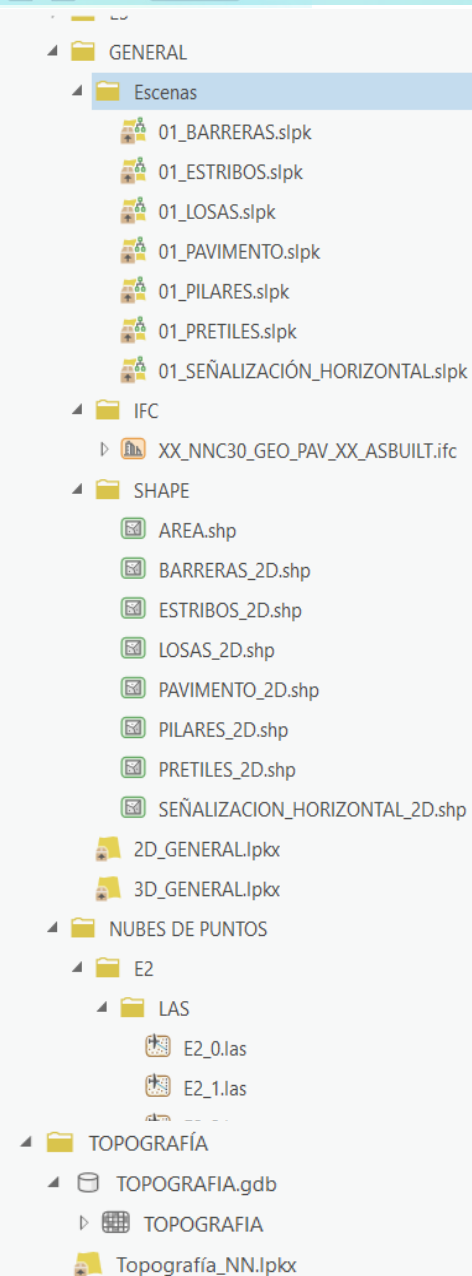 GENERAL
Escenas
01_BARRERAS.slpk
01_ESTRIBOS.slpk
01_LOSAS.slpk
01_PAVIMENTO.slpk
01_PILARES.slpk
01_PRETILES.slpk
01_SEÑALIZACIÓN_HORIZONTAL.slpk
IFC
XX_NNC30_GEO_PAV_XX_ASBUILT.ifc
SHAPE
AREA.shp
BARRERAS_2D.shp
ESTRIBOS_2D.shp
LOSAS_2D.shp
PAVIMENTO_2D.shp
PILARES_2D.shp
PRETILES_2D.shp
SEÑALIZACION_HORIZONTAL_2D.shp
2D_GENERAL.lpkx
3D_GENERAL.lpkx
NUBES DE PUNTOS
E2
LAS
E2_0.las
E2_1.las
TOPOGRAFÍA
TOPOGRAFIA.gdb
TOPOGRAFIA
Topografía_NN.lpkx